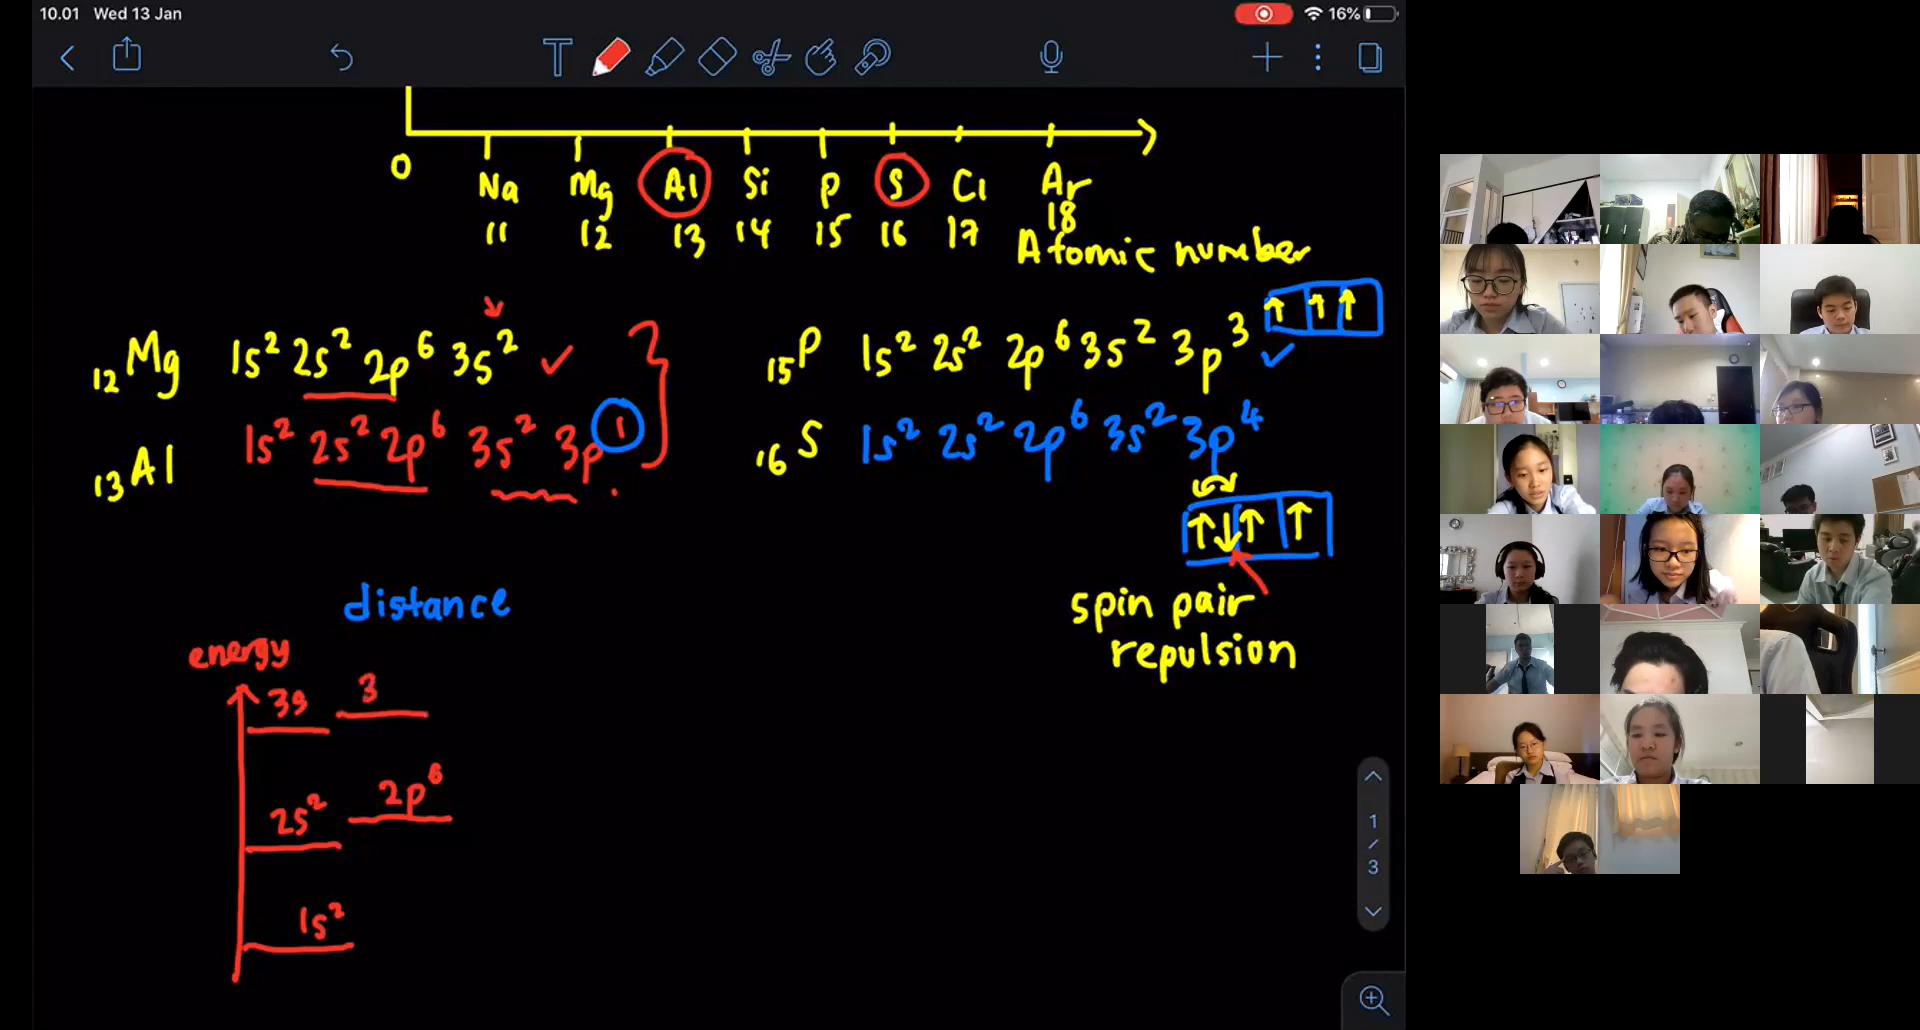 10.01 Wed 13 Jan
16%
0
Na Mg Al Si P S Cl Ar
11 12 13 14 15 16 17 18
Atomic number
₁₂Mg 1s² 2s² 2p⁶ 3s² ✓
₁₃Al 1s² 2s² 2p⁶ 3s² 3p¹
₁₅P 1s² 2s² 2p⁶ 3s² 3p³ ↑ ↑ ↑ ✓
₁₆S 1s² 2s² 2p⁶ 3s² 3p⁴
↑↓ ↑ ↑
spin pair
repulsion
distance
energy
3s 3
2s² 2p⁶
1s²
1
/
3